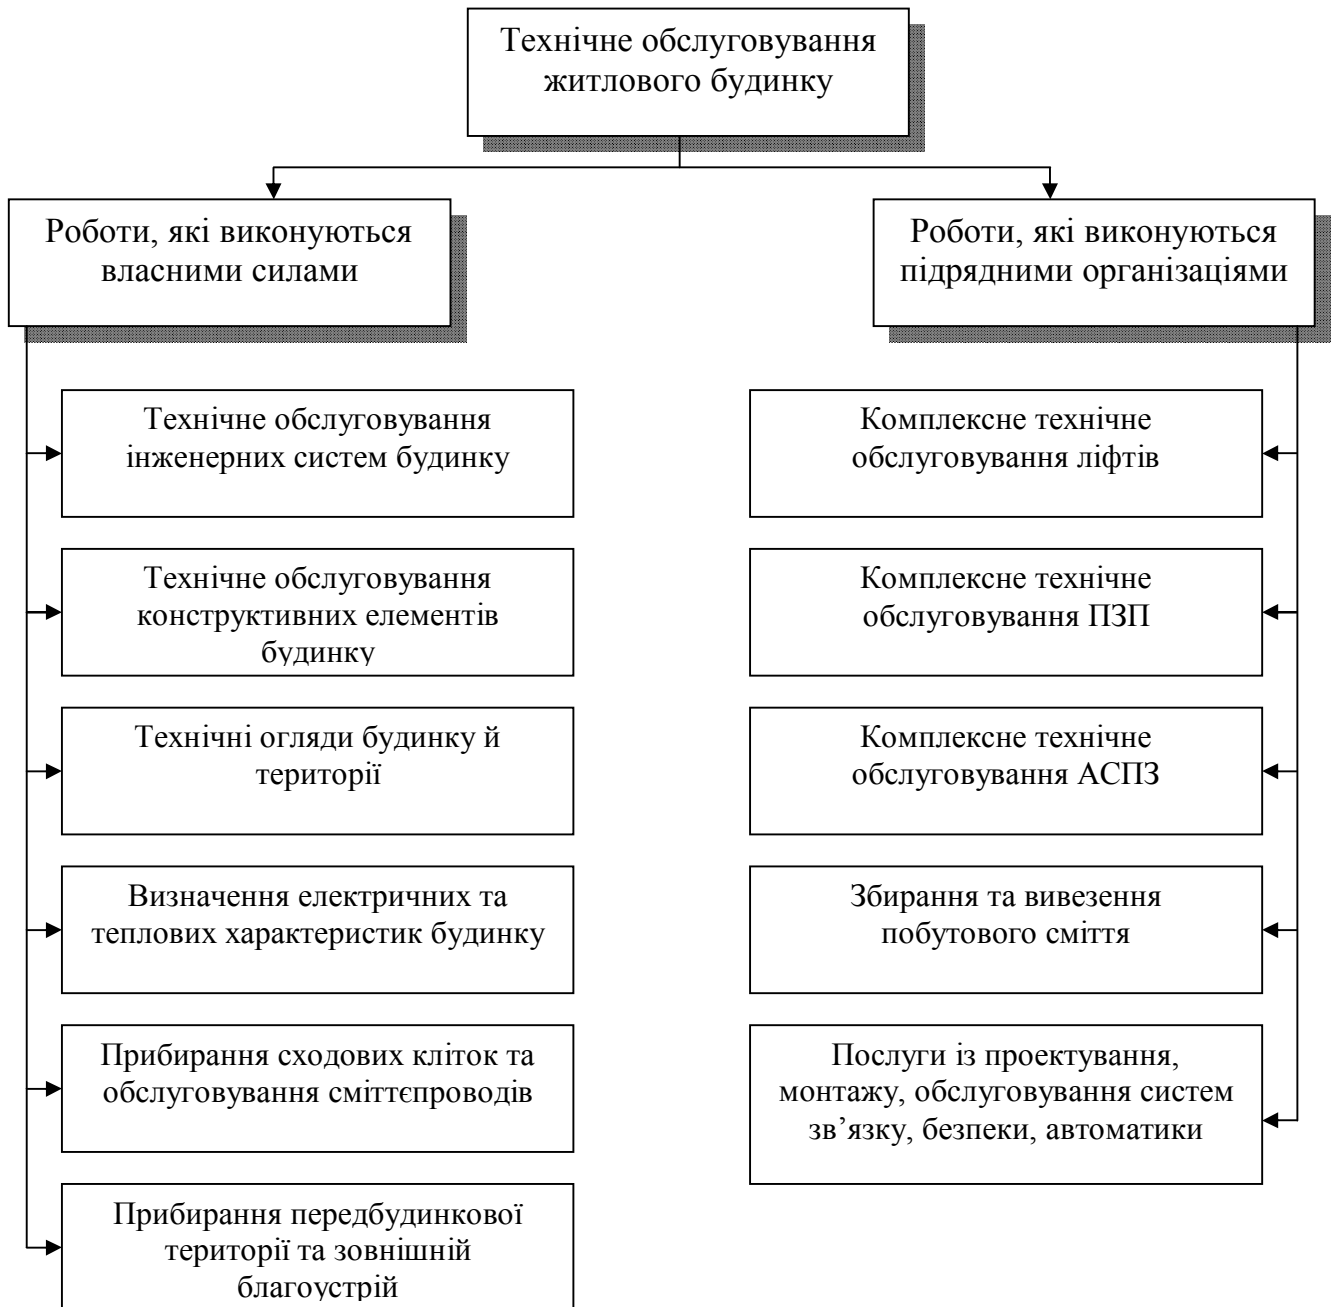 Технічне обслуговування
житлового будинку
Роботи, які виконуються
власними силами
Роботи, які виконуються
підрядними організаціями
Технічне обслуговування
інженерних систем будинку
Технічне обслуговування
конструктивних елементів
будинку
Технічні огляди будинку й
території
Визначення електричних та
теплових характеристик будинку
Прибирання сходових кліток та
обслуговування сміттєпроводів
Прибирання передбудинкової
території та зовнішній
благоустрій
Комплексне технічне
обслуговування ліфтів
Комплексне технічне
обслуговування ПЗП
Комплексне технічне
обслуговування АСПЗ
Збирання та вивезення
побутового сміття
Послуги із проектування,
монтажу, обслуговування систем
зв’язку, безпеки, автоматики